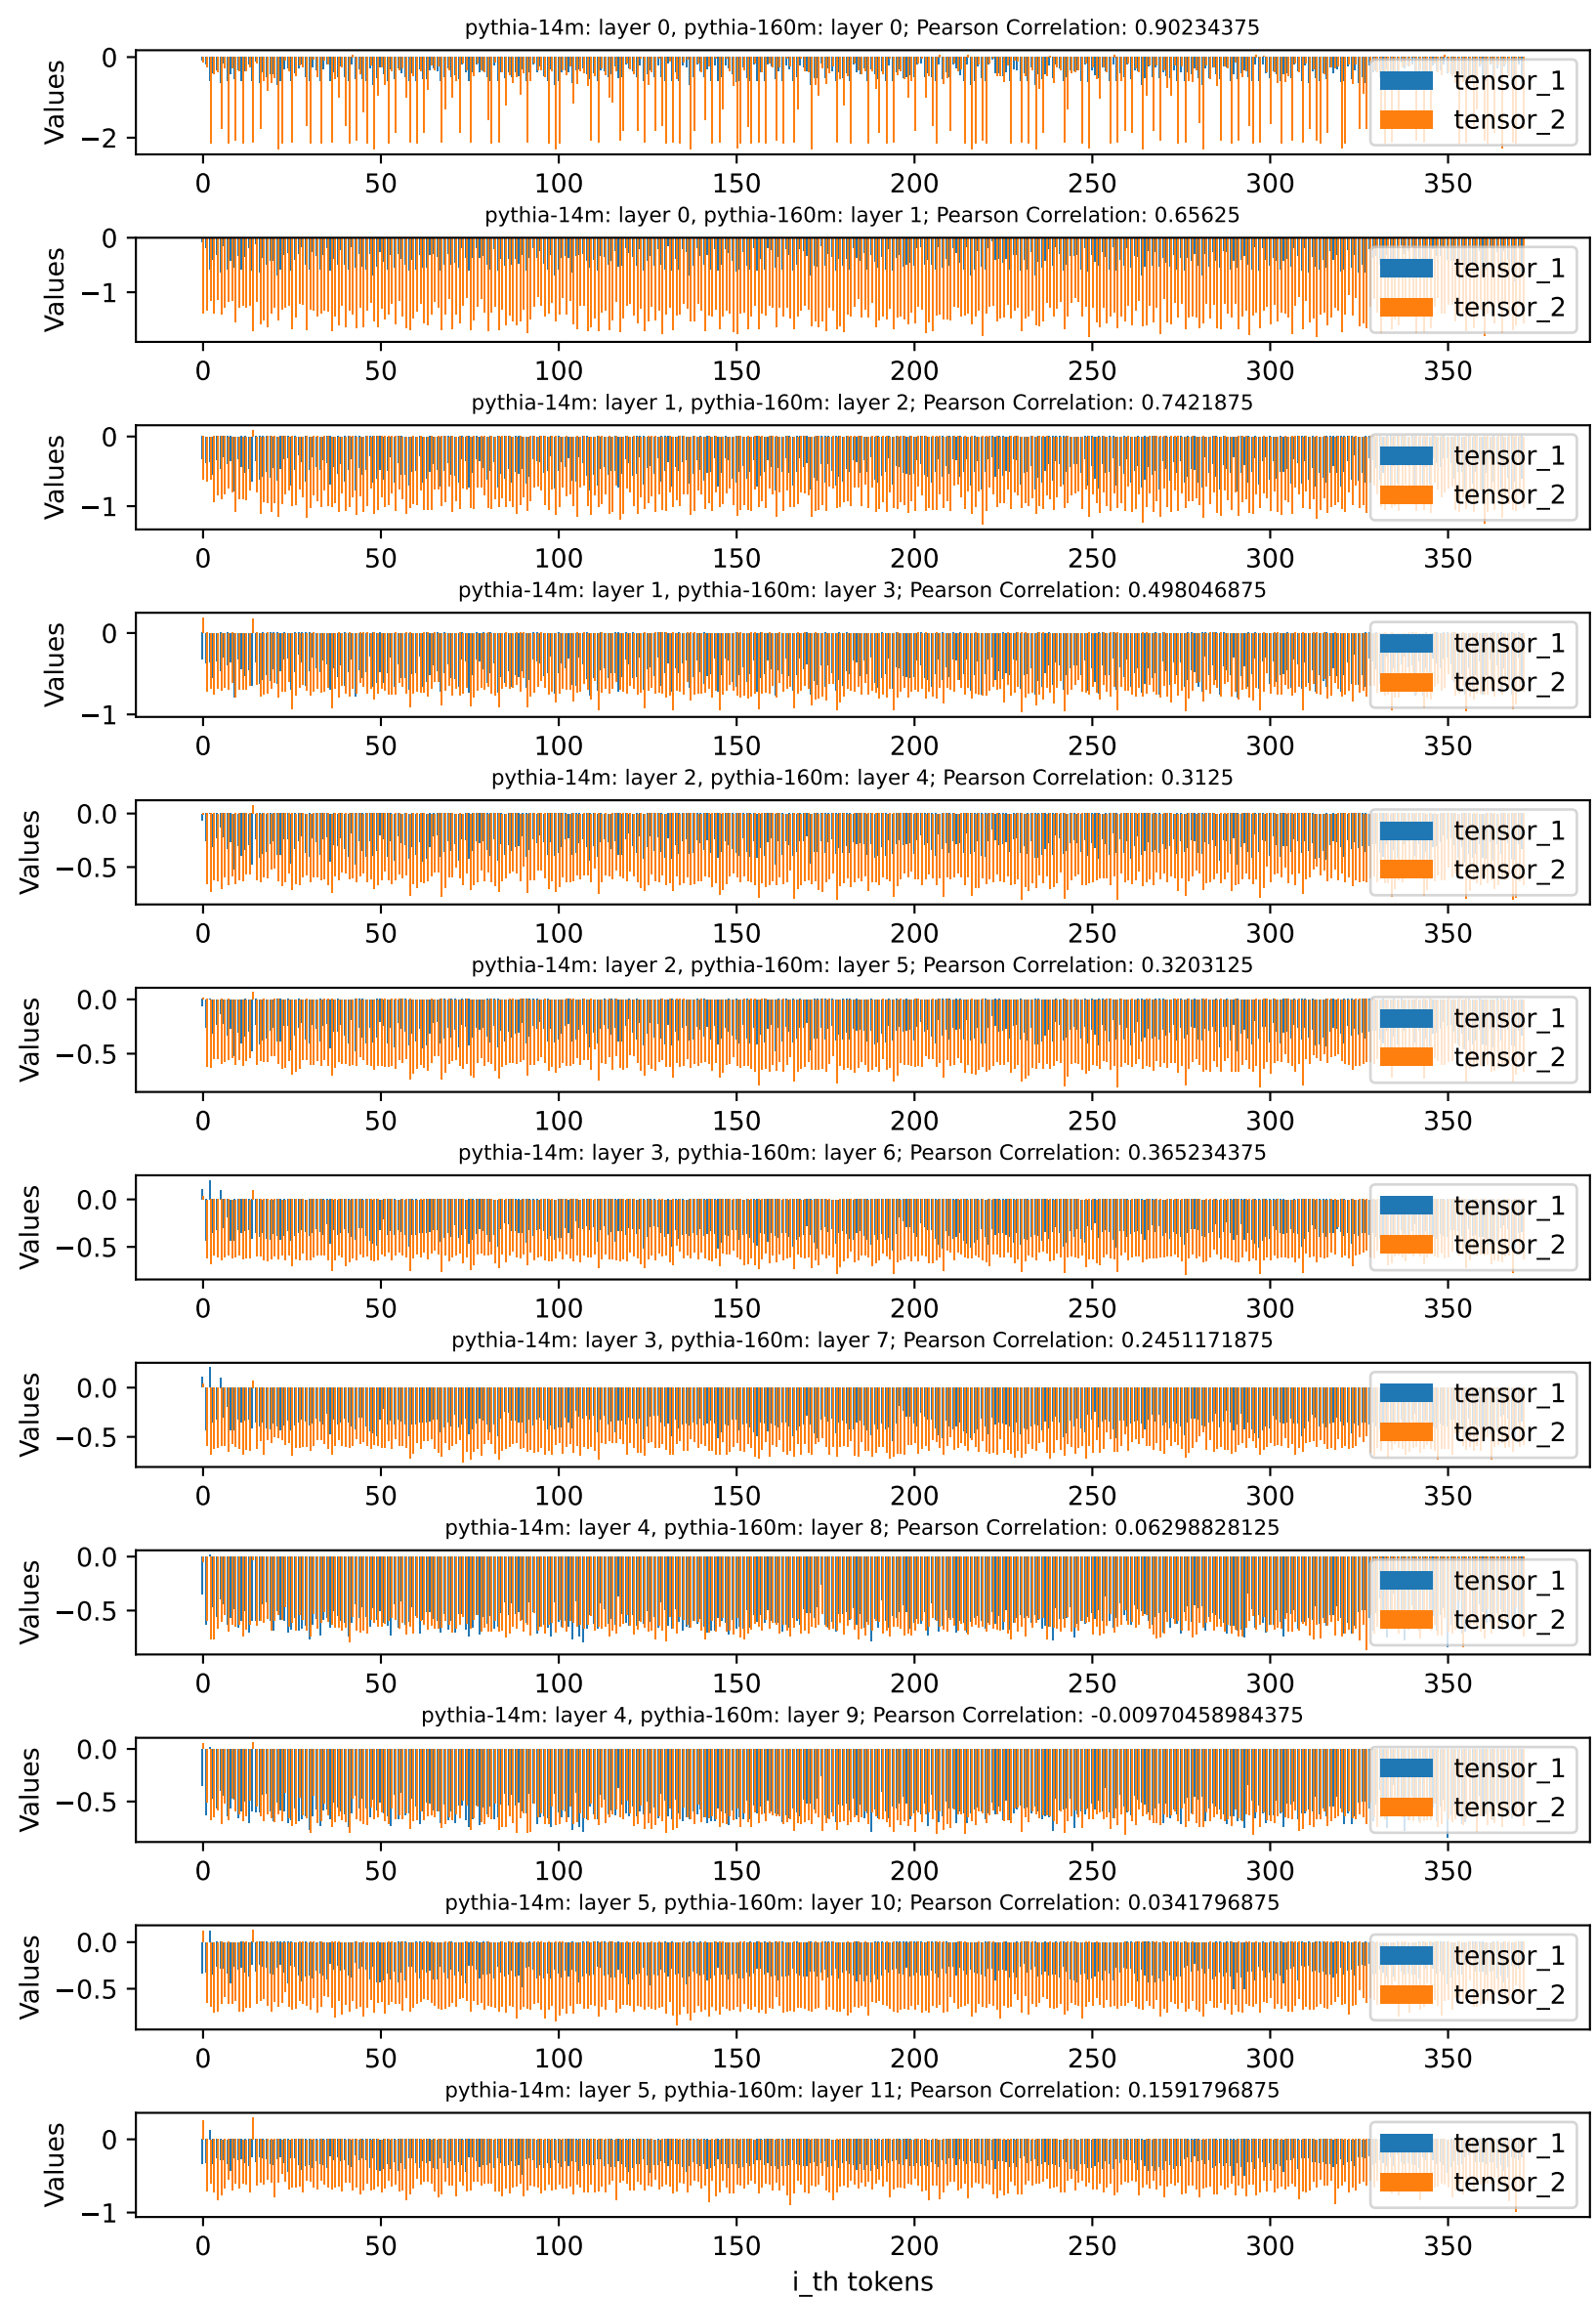 pythia-14m: layer 0, pythia-160m: layer 0; Pearson Correlation: 0.90234375
Values
0
−2
tensor_1
tensor_2
0 50 100 150 200 250 300 350
pythia-14m: layer 0, pythia-160m: layer 1; Pearson Correlation: 0.65625
Values
0
−1
tensor_1
tensor_2
0 50 100 150 200 250 300 350
pythia-14m: layer 1, pythia-160m: layer 2; Pearson Correlation: 0.7421875
Values
0
−1
tensor_1
tensor_2
0 50 100 150 200 250 300 350
pythia-14m: layer 1, pythia-160m: layer 3; Pearson Correlation: 0.498046875
Values
0
−1
tensor_1
tensor_2
0 50 100 150 200 250 300 350
pythia-14m: layer 2, pythia-160m: layer 4; Pearson Correlation: 0.3125
Values
0.0
−0.5
tensor_1
tensor_2
0 50 100 150 200 250 300 350
pythia-14m: layer 2, pythia-160m: layer 5; Pearson Correlation: 0.3203125
Values
0.0
−0.5
tensor_1
tensor_2
0 50 100 150 200 250 300 350
pythia-14m: layer 3, pythia-160m: layer 6; Pearson Correlation: 0.365234375
Values
0.0
−0.5
tensor_1
tensor_2
0 50 100 150 200 250 300 350
pythia-14m: layer 3, pythia-160m: layer 7; Pearson Correlation: 0.2451171875
Values
0.0
−0.5
tensor_1
tensor_2
0 50 100 150 200 250 300 350
pythia-14m: layer 4, pythia-160m: layer 8; Pearson Correlation: 0.06298828125
Values
0.0
−0.5
tensor_1
tensor_2
0 50 100 150 200 250 300 350
pythia-14m: layer 4, pythia-160m: layer 9; Pearson Correlation: -0.00970458984375
Values
0.0
−0.5
tensor_1
tensor_2
0 50 100 150 200 250 300 350
pythia-14m: layer 5, pythia-160m: layer 10; Pearson Correlation: 0.0341796875
Values
0.0
−0.5
tensor_1
tensor_2
0 50 100 150 200 250 300 350
pythia-14m: layer 5, pythia-160m: layer 11; Pearson Correlation: 0.1591796875
Values
0
−1
tensor_1
tensor_2
0 50 100 150 200 250 300 350
i_th tokens